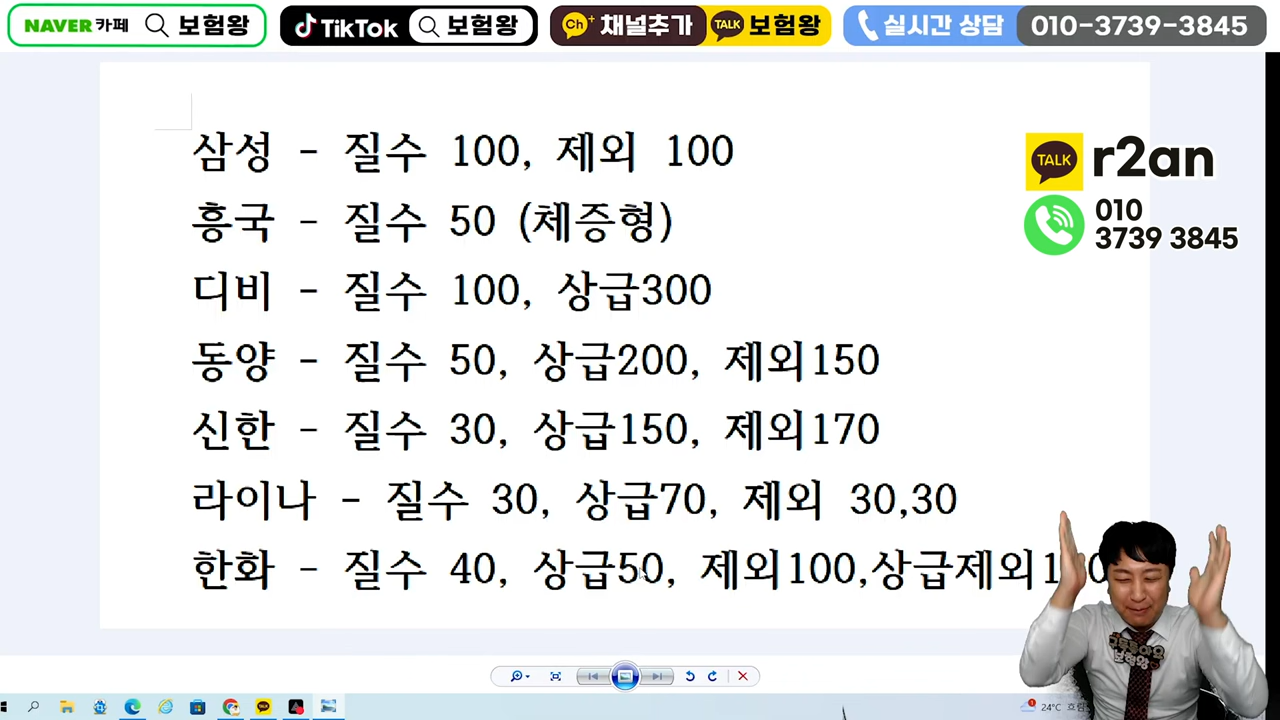 NAVER 카페 보험왕 TikTok 보험왕 Ch+ 채널추가 TALK 보험왕 실시간 상담 010-3739-3845
삼성 - 질수 100, 제외 100
TALK r2an
흥국 - 질수 50 (체증형)
010
3739 3845
디비 - 질수 100, 상급300
동양 - 질수 50, 상급200, 제외150
신한 - 질수 30, 상급150, 제외170
라이나 - 질수 30, 상급70, 제외 30,30
한화 - 질수 40, 상급50, 제외100,상급제외
보험왕
24°C